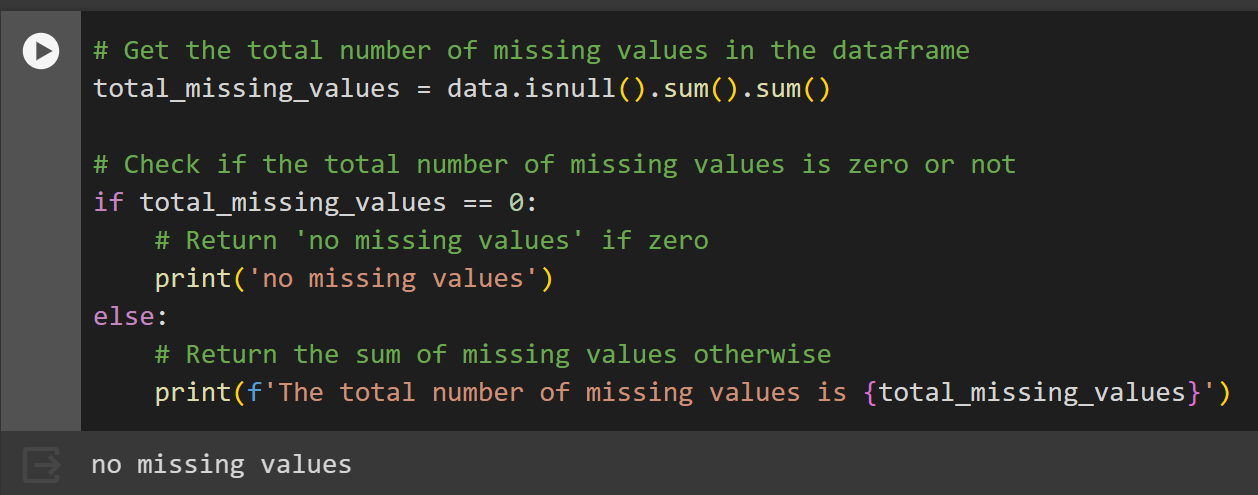 # Get the total number of missing values in the dataframe
total_missing_values = data.isnull().sum().sum()
# Check if the total number of missing values is zero or not
if total_missing_values == 0:
    # Return 'no missing values' if zero
    print('no missing values')
else:
    # Return the sum of missing values otherwise
    print(f'The total number of missing values is {total_missing_values}')
no missing values